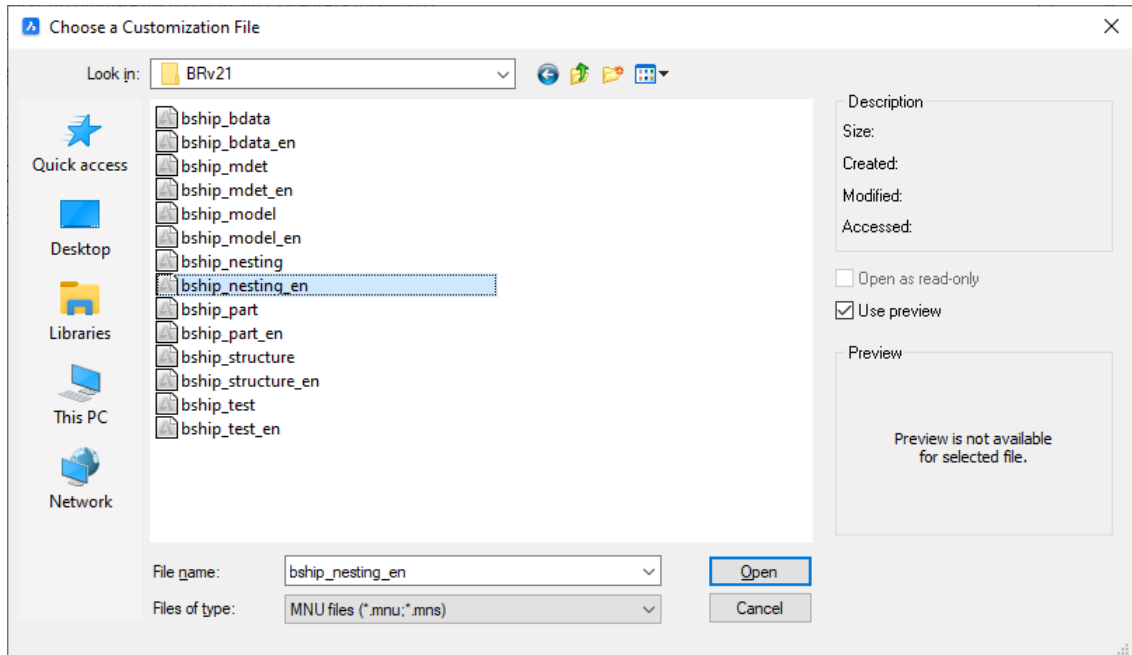 Choose a Customization File
Look in:
BRv21
Quick access
Desktop
Libraries
This PC
Network
bship_bdata
bship_bdata_en
bship_mdet
bship_mdet_en
bship_model
bship_model_en
bship_nesting
bship_nesting_en
bship_part
bship_part_en
bship_structure
bship_structure_en
bship_test
bship_test_en
Description
Size:
Created:
Modified:
Accessed:
Open as read-only
Use preview
Preview
Preview is not available
for selected file.
File name:
bship_nesting_en
Open
Files of type:
MNU files (*.mnu;*.mns)
Cancel